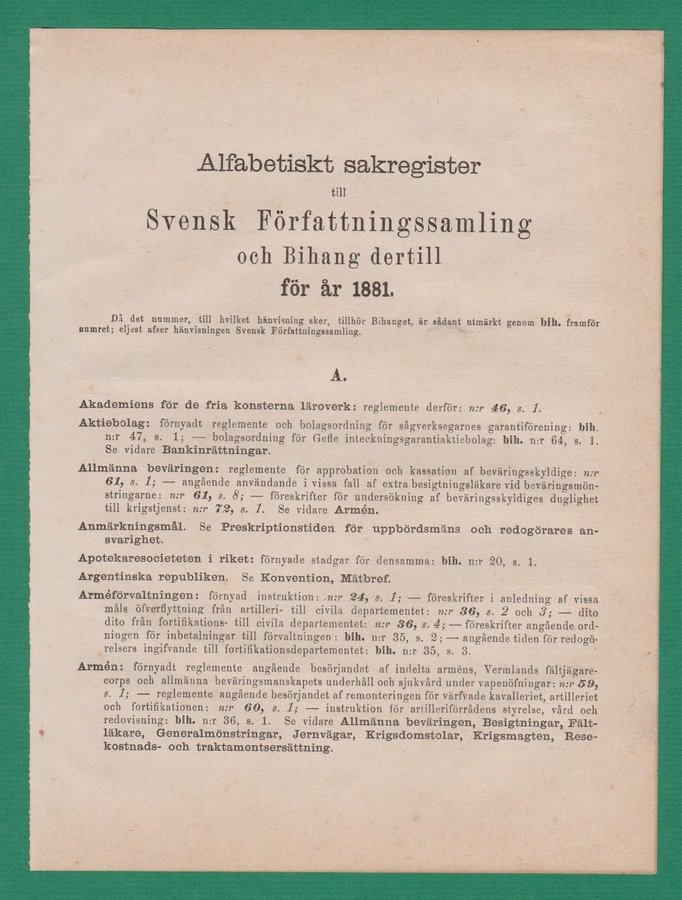 Alfabetiskt sakregister
till
Svensk Författningssamling
och Bihang dertill
för år 1881.
Då det nummer, till hvilket hänvisning sker, tillhör Bihanget, är sådant utmärkt genom bih. framför
numret; eljest afser hänvisningen Svensk Författningssamling.
A.
Akademiens för de fria konsterna läroverk: reglemente derför: n:r 46, s. 1.
Aktiebolag: förnyadt reglemente och bolagsordning för sågverksegarnes garantiförening: bih.
n:r 47, s. 1; — bolagsordning för Gefle inteckningsgarantiaktiebolag: bih. n:r 64, s. 1.
Se vidare Bankinrättningar.
Allmänna beväringen: reglemente för approbation och kassation af beväringsskyldige: n:r
61, s. 1; — angående användande i vissa fall af extra besigtningsläkare vid beväringsmön-
stringarne: n:r 61, s. 8; — föreskrifter för undersökning af beväringsskyldiges duglighet
till krigstjenst: n:r 72, s. 1. Se vidare Armén.
Anmärkningsmål. Se Preskriptionstiden för uppbördsmäns och redogörares an-
svarighet.
Apotekaresocieteten i riket: förnyade stadgar för densamma: bih. n:r 20, s. 1.
Argentinska republiken. Se Konvention, Mätbref.
Arméförvaltningen: förnyad instruktion: n:r 24, s. 1; — föreskrifter i anledning af vissa
måls öfverflyttning från artilleri- till civila departementet: n:r 36, s. 2 och 3; — dito
dito från fortifikations- till civila departementet: n:r 36, s. 4; — föreskrifter angående ord-
ningen för inbetalningar till förvaltningen: bih. n:r 35, s. 2; — angående tiden för redogö-
relsers ingifvande till fortifikationsdepartementet: bih. n:r 35, s. 3.
Armén: förnyadt reglemente angående besörjandet af indelta arméns, Vermlands fältjägare-
corps och allmänna beväringsmanskapets underhåll och sjukvård under vapenöfningar: n:r 59,
s. 1; — reglemente angående besörjandet af remonteringen för värfvade kavalleriet, artilleriet
och fortifikationen: n:r 60, s. 1; — instruktion för artilleriförrådens styrelse, vård och
redovisning: bih. n:r 36, s. 1. Se vidare Allmänna beväringen, Besigtningar, Fält-
läkare, Generalmönstringar, Jernvägar, Krigsdomstolar, Krigsmagten, Rese-
kostnads- och traktamentsersättning.